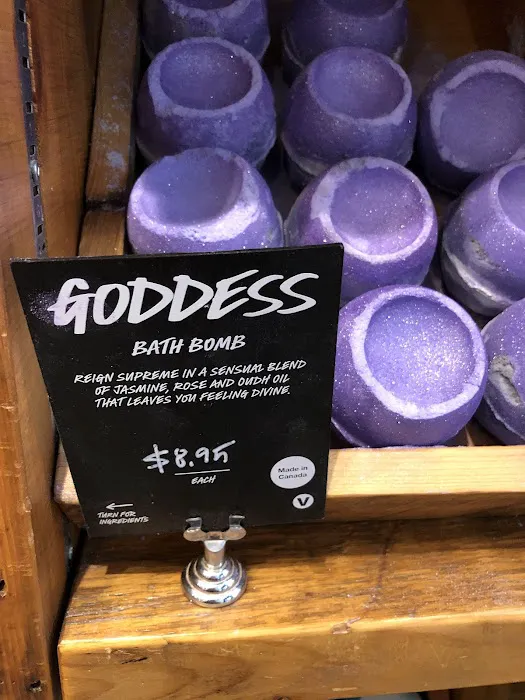 GODDESS
BATH BOMB
REIGN SUPREME IN A SENSUAL BLEND
OF JASMINE, ROSE AND OUDH OIL
THAT LEAVES YOU FEELING DIVINE.
$8.95
EACH
Made in
Canada
V
← TURN FOR
INGREDIENTS